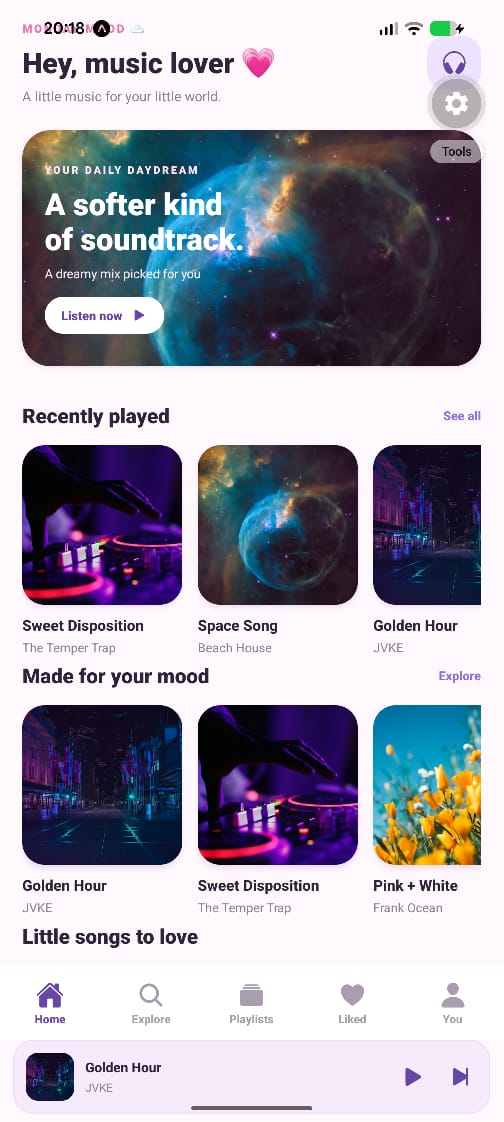 20:18
Hey, music lover 💗
A little music for your little world.
Tools
YOUR DAILY DAYDREAM
A softer kind
of soundtrack.
A dreamy mix picked for you
Listen now
Recently played
See all
Sweet Disposition
The Temper Trap
Space Song
Beach House
Golden Hour
JVKE
Made for your mood
Explore
Golden Hour
JVKE
Sweet Disposition
The Temper Trap
Pink + White
Frank Ocean
Little songs to love
Home
Explore
Playlists
Liked
You
Golden Hour
JVKE